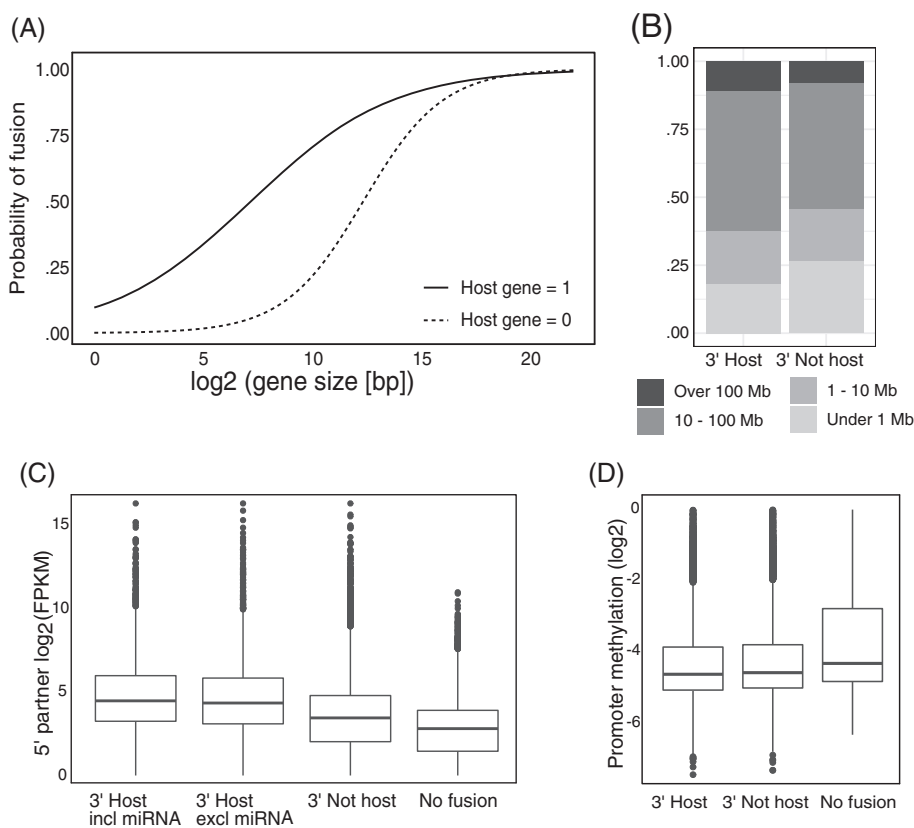 (A)
Probability of fusion
1.00
.75
.50
.25
.00
0
5
10
15
20
log2 (gene size [bp])
Host gene = 1
Host gene = 0
(B)
1.00
.75
.50
.25
.00
3' Host
3' Not host
Over 100 Mb
10 - 100 Mb
1 - 10 Mb
Under 1 Mb
(C)
5' partner log2(FPKM)
15
10
5
0
3' Host
incl miRNA
3' Host
excl miRNA
3' Not host
No fusion
(D)
Promoter methylation (log2)
0
-2
-4
-6
3' Host
3' Not host
No fusion